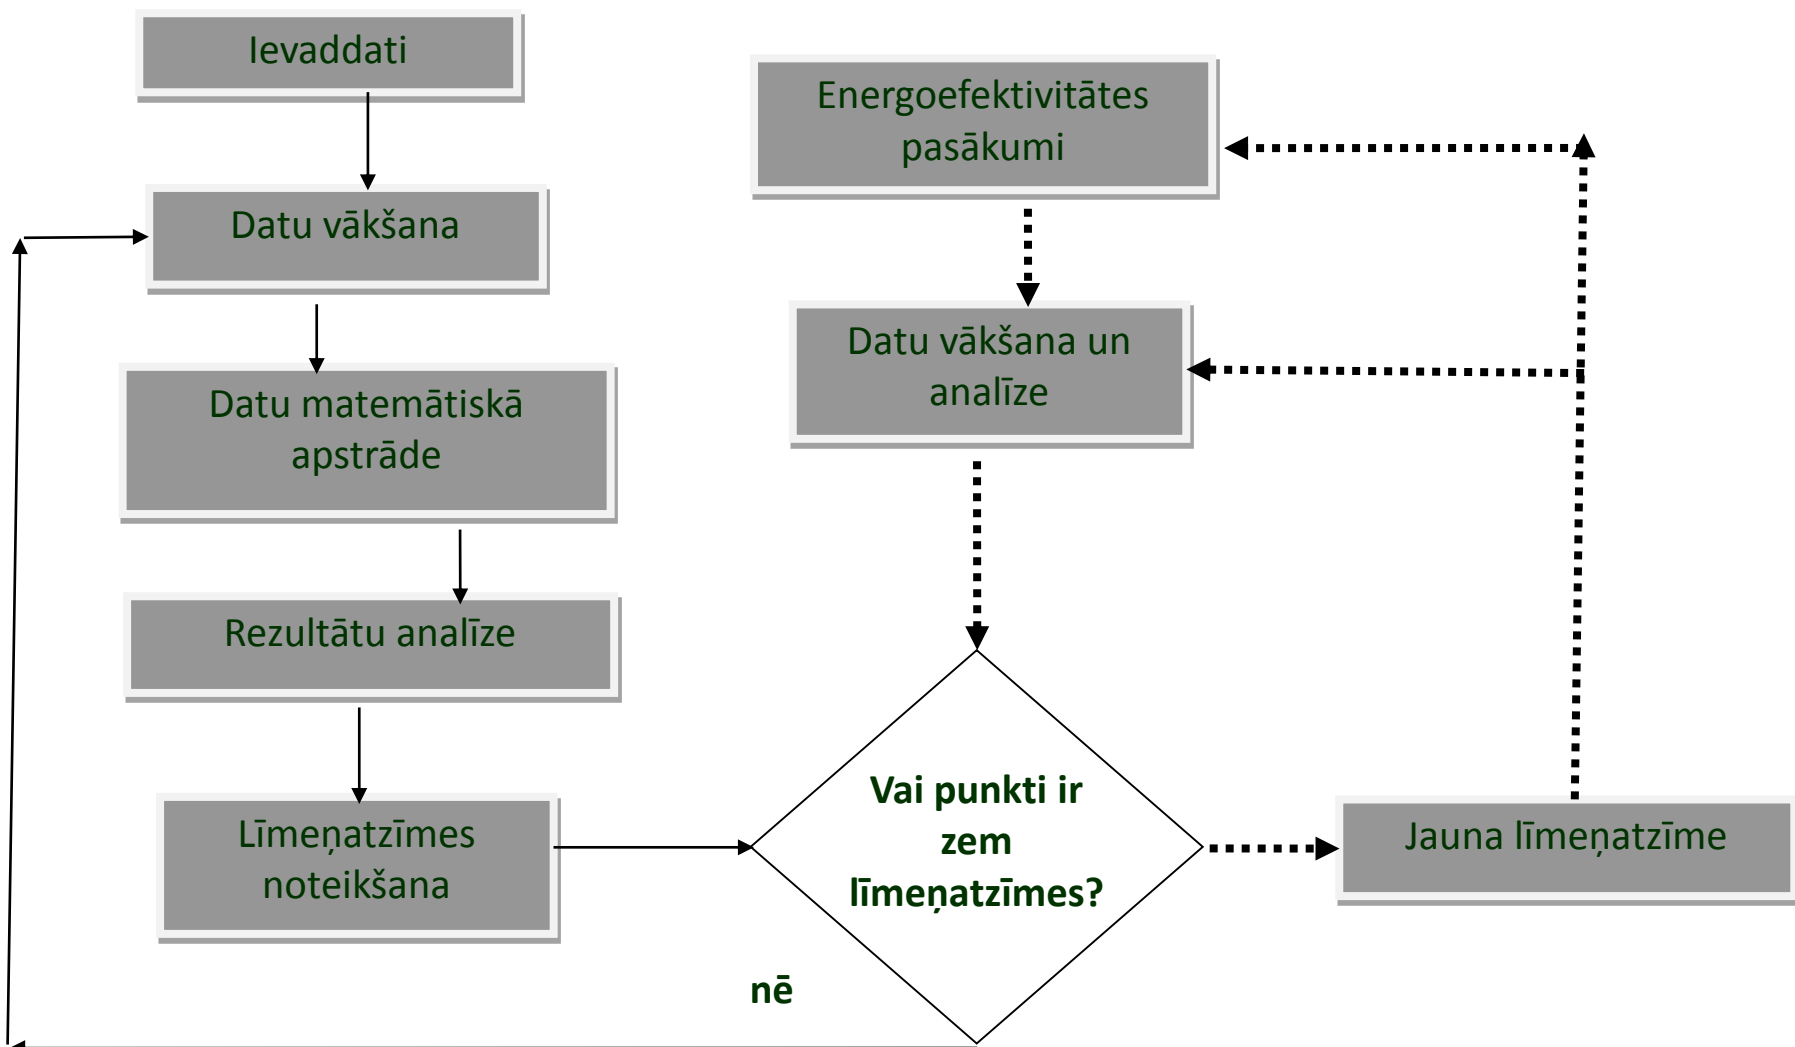 Ievaddati
Datu vākšana
Datu matemātiskā
apstrāde
Rezultātu analīze
Līmeņatzīmes
noteikšana
Energoefektivitātes
pasākumi
Datu vākšana un
analīze
Vai punkti ir
zem
līmeņatzīmes?
nē
Jauna līmeņatzīme